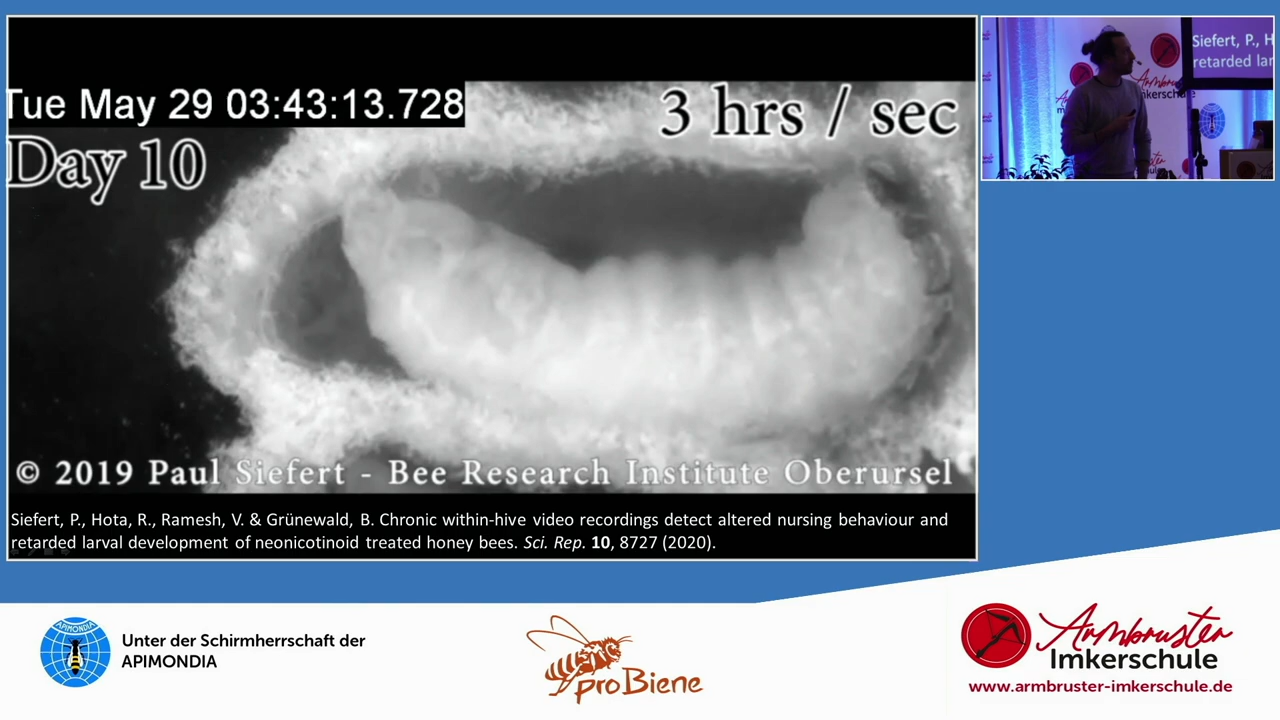 Tue May 29 03:43:13.728
3 hrs / sec
Day 10
© 2019 Paul Siefert - Bee Research Institute Oberursel
Siefert, P., Hota, R., Ramesh, V. & Grünewald, B. Chronic within-hive video recordings detect altered nursing behaviour and
retarded larval development of neonicotinoid treated honey bees. Sci. Rep. 10, 8727 (2020).
Siefert, P., H
retarded lar
Armbruster
Imkerschule
APIMONDIA
Unter der Schirmherrschaft der
APIMONDIA
proBiene
Armbruster
Imkerschule
www.armbruster-imkerschule.de